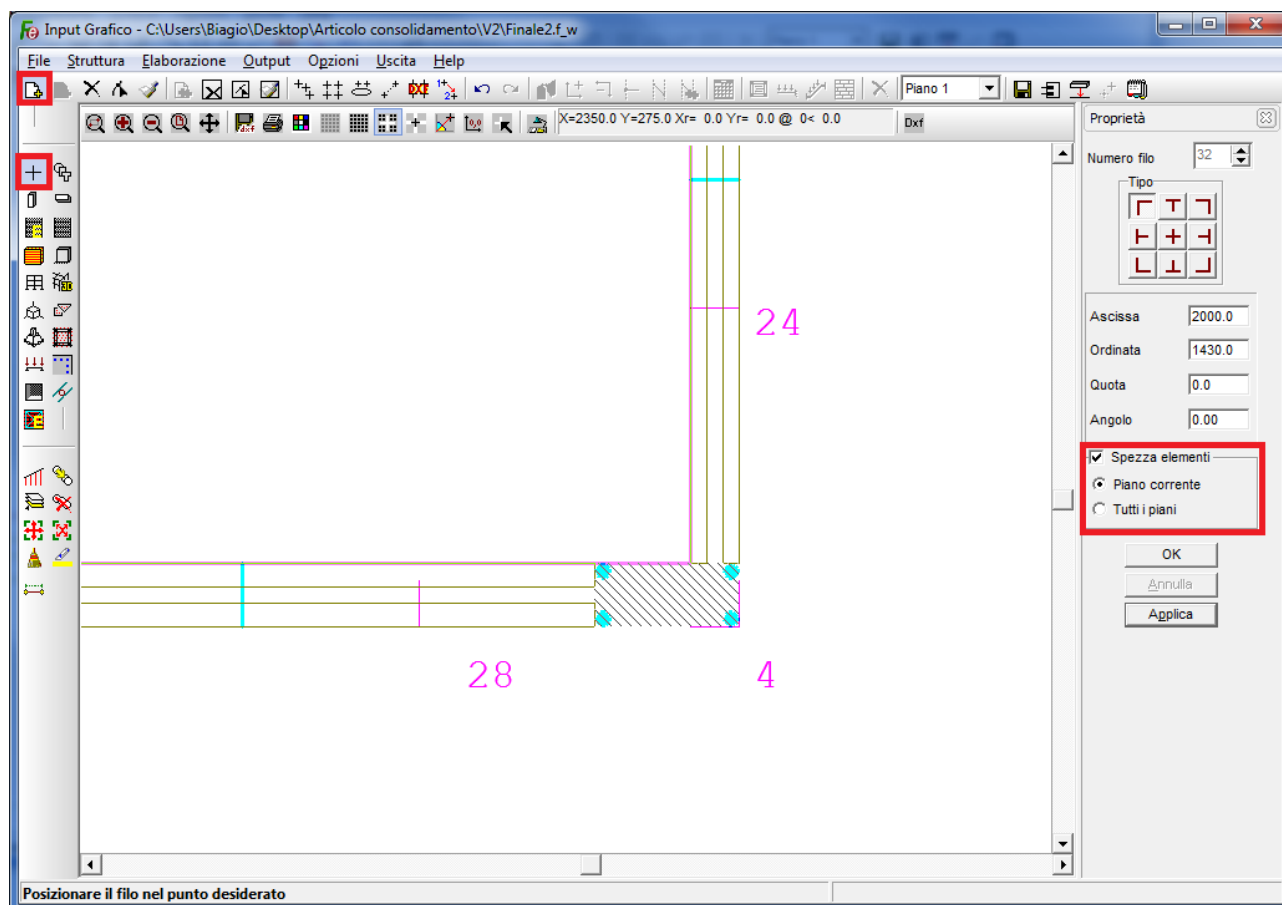 Input Grafico - C:\Users\Biagio\Desktop\Articolo consolidamento\V2\Finale2.f_w
File Struttura Elaborazione Output Opzioni Uscita Help
Piano 1
X=2350.0 Y=275.0 Xr= 0.0 Yr= 0.0 @ 0< 0.0
Dxf
Proprietà
Numero filo 32
Tipo
Ascissa 2000.0
Ordinata 1430.0
Quota 0.0
Angolo 0.00
Spezza elementi
Piano corrente
Tutti i piani
OK
Annulla
Applica
24
28
4
Posizionare il filo nel punto desiderato